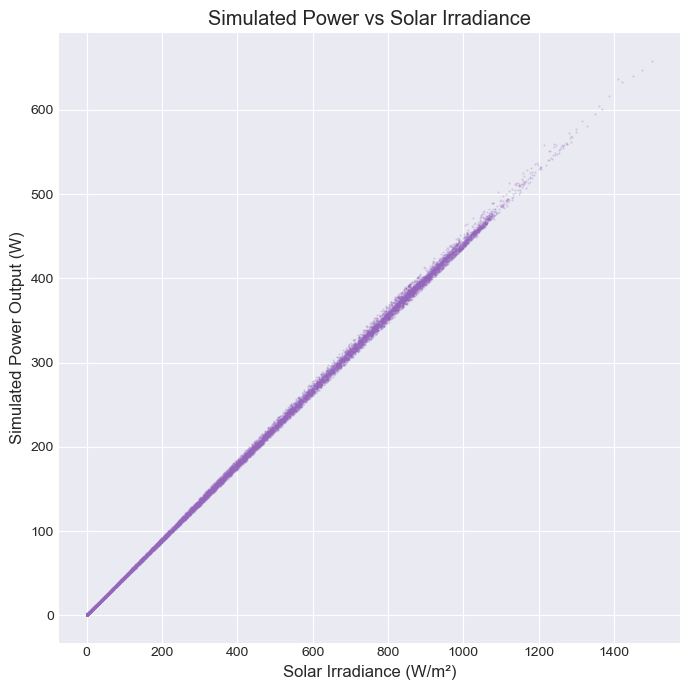 Simulated Power vs Solar Irradiance
Simulated Power Output (W)
600
500
400
300
200
100
0
0 200 400 600 800 1000 1200 1400
Solar Irradiance (W/m²)